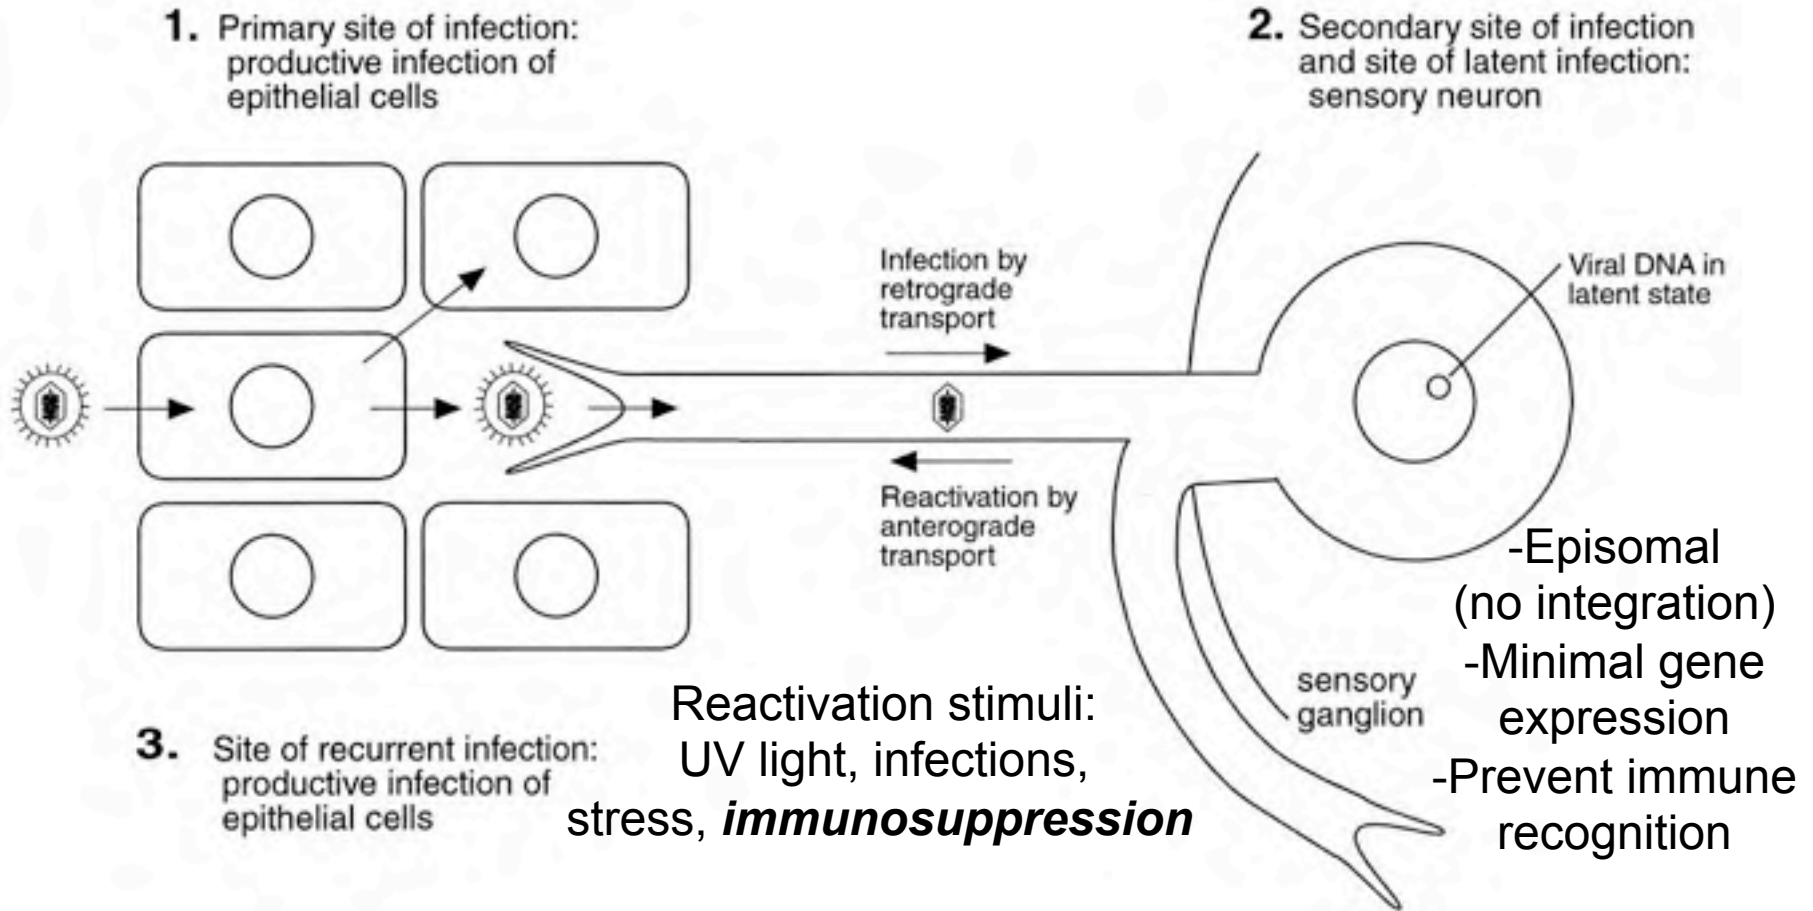 1. Primary site of infection:
productive infection of
epithelial cells
2. Secondary site of infection
and site of latent infection:
sensory neuron
Infection by
retrograde
transport
Viral DNA in
latent state
Reactivation by
anterograde
transport
-Episomal
(no integration)
-Minimal gene
expression
-Prevent immune
recognition
sensory
ganglion
3. Site of recurrent infection:
productive infection of
epithelial cells
Reactivation stimuli:
UV light, infections,
stress, immunosuppression